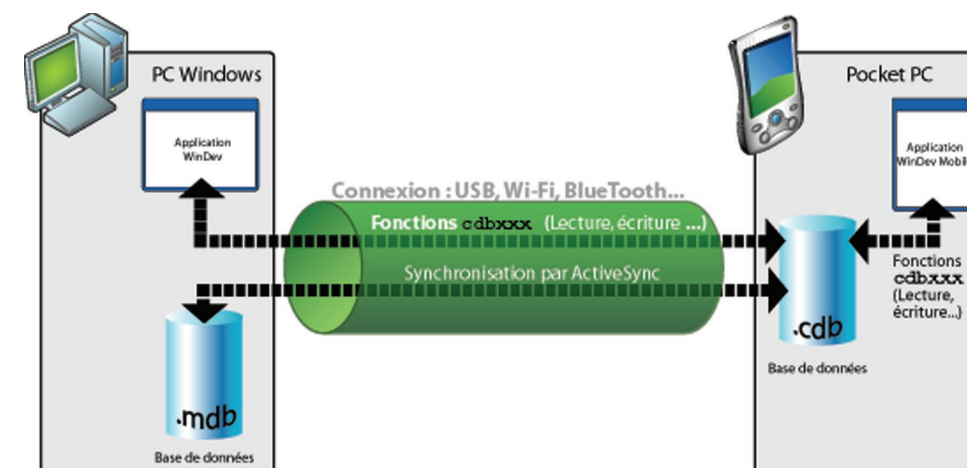 PC Windows
Application
WinDev
.mdb
Base de données
Connexion : USB, Wi-Fi, BlueTooth...
Fonctions cdbxxx (Lecture, écriture ...)
Synchronisation par ActiveSync
Pocket PC
Application
WinDev Mobil
.cdb
Base de données
Fonctions
cdbxxx
(Lecture,
écriture...)